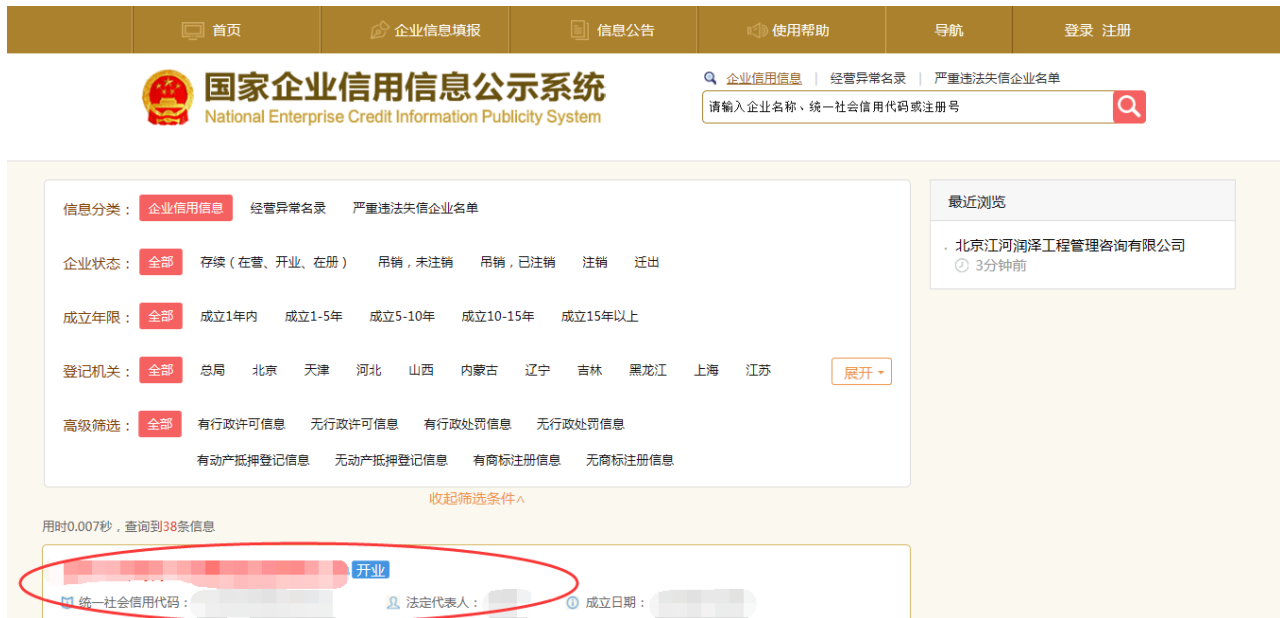 首页 企业信息填报 信息公告 使用帮助 导航 登录 注册
国家企业信用信息公示系统
National Enterprise Credit Information Publicity System
企业信用信息 | 经营异常名录 | 严重违法失信企业名单
请输入企业名称、统一社会信用代码或注册号
信息分类: 企业信用信息 经营异常名录 严重违法失信企业名单
企业状态: 全部 存续(在营、开业、在册) 吊销,未注销 吊销,已注销 注销 迁出
成立年限: 全部 成立1年内 成立1-5年 成立5-10年 成立10-15年 成立15年以上
登记机关: 全部 总局 北京 天津 河北 山西 内蒙古 辽宁 吉林 黑龙江 上海 江苏 展开
高级筛选: 全部 有行政许可信息 无行政许可信息 有行政处罚信息 无行政处罚信息
有动产抵押登记信息 无动产抵押登记信息 有商标注册信息 无商标注册信息
收起筛选条件
最近浏览
北京江河润泽工程管理咨询有限公司
3分钟前
用时0.007秒,查询到38条信息
开业
统一社会信用代码: 法定代表人: 成立日期: